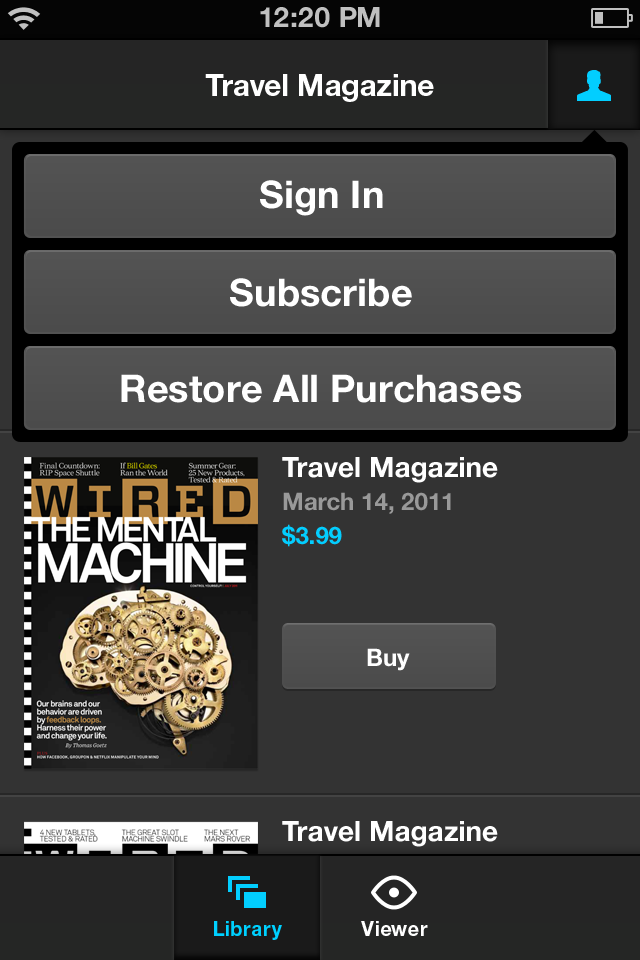 12:20 PM
Travel Magazine
Sign In
Subscribe
Restore All Purchases
Final Countdown:
RIP Space Shuttle
If Bill Gates
Ran the World
Summer Gear:
25 New Products,
Tested & Rated
WIRED
THE MENTAL
MACHINE
Our brains and our
behavior are driven
by feedback loops.
Harness their power
and change your life.
By Thomas Goetz
HOW FACEBOOK, GROUPON & NETFLIX MANIPULATE YOUR MIND
Travel Magazine
March 14, 2011
$3.99
Buy
4 NEW TABLETS,
TESTED & RATED
THE GREAT SLOT
MACHINE SWINDLE
THE NEXT
MARS ROVER
Travel Magazine
Library
Viewer